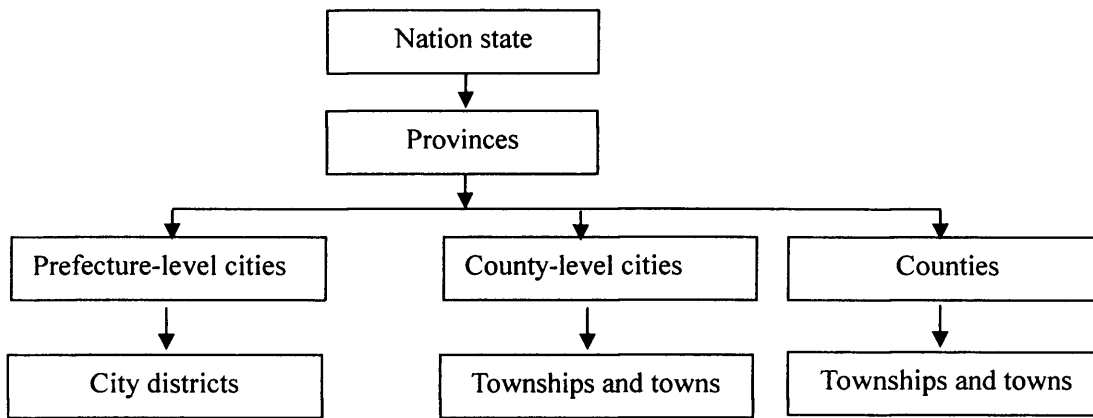 Nation state
Provinces
Prefecture-level cities
County-level cities
Counties
City districts
Townships and towns
Townships and towns